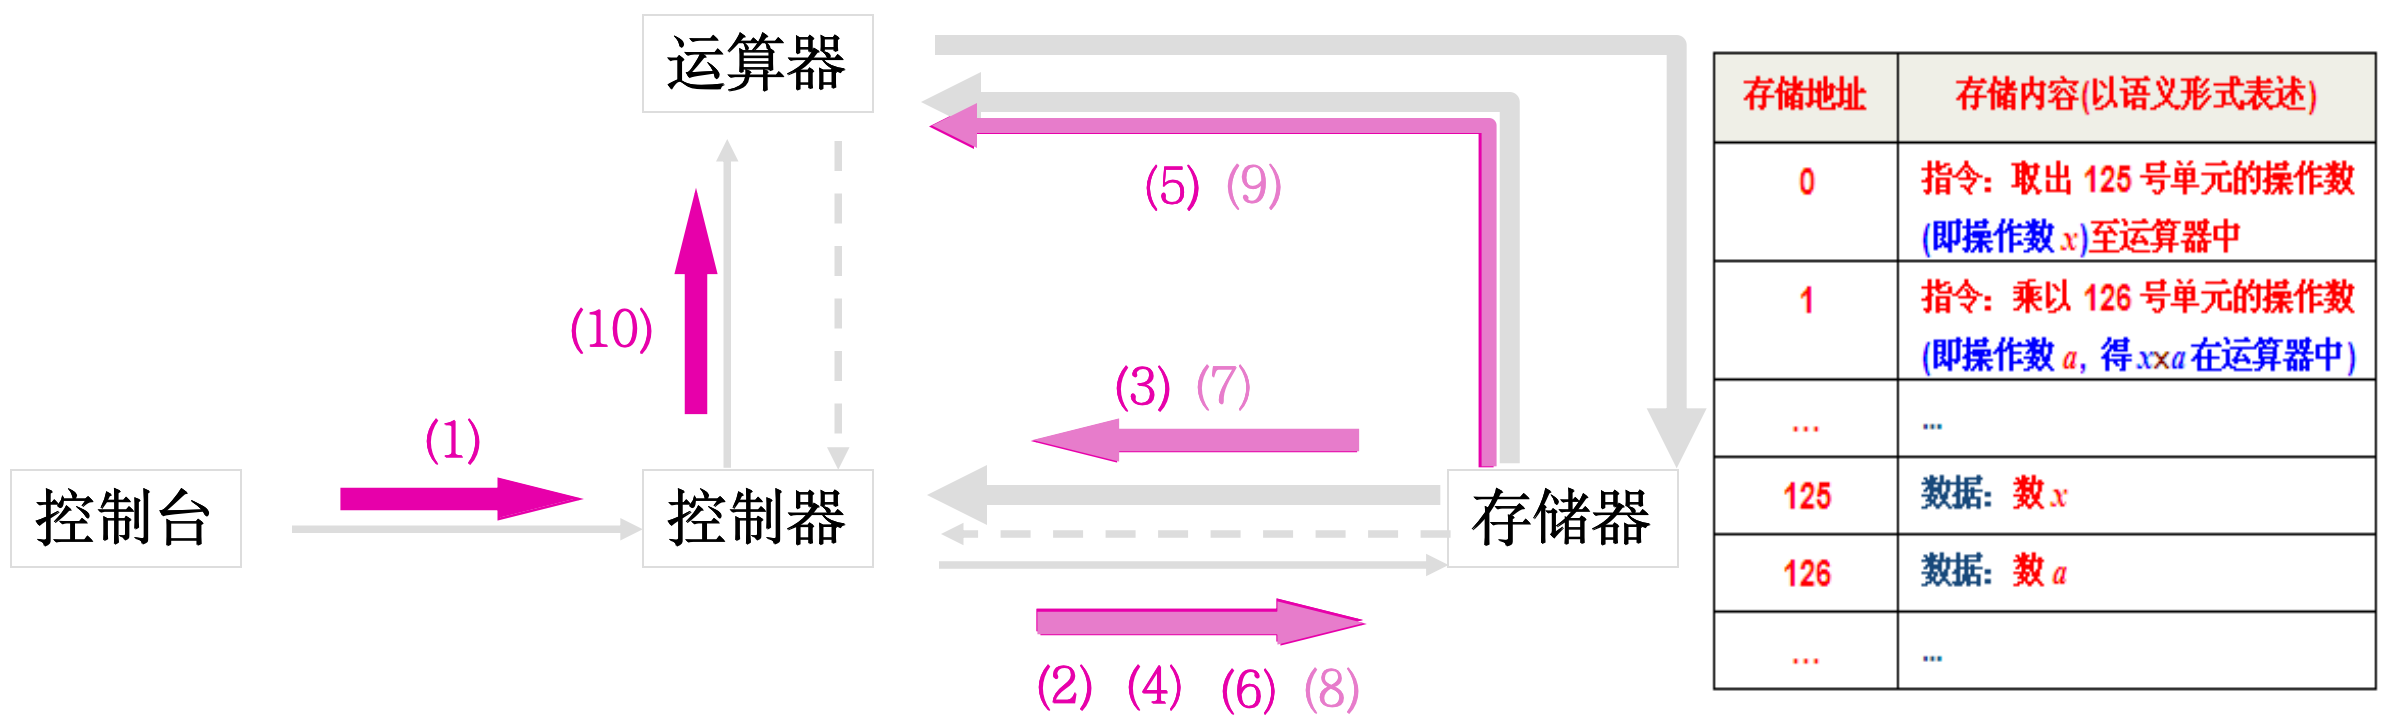 运算器
(5) (9)
(10)
(3) (7)
(1)
控制台
控制器
存储器
(2) (4) (6) (8)
存储地址 存储内容(以语义形式表述)
0 指令：取出 125 号单元的操作数
(即操作数 x)至运算器中
1 指令：乘以 126 号单元的操作数
(即操作数 a, 得 x×a 在运算器中)
... ...
125 数据：数 x
126 数据：数 a
... ...